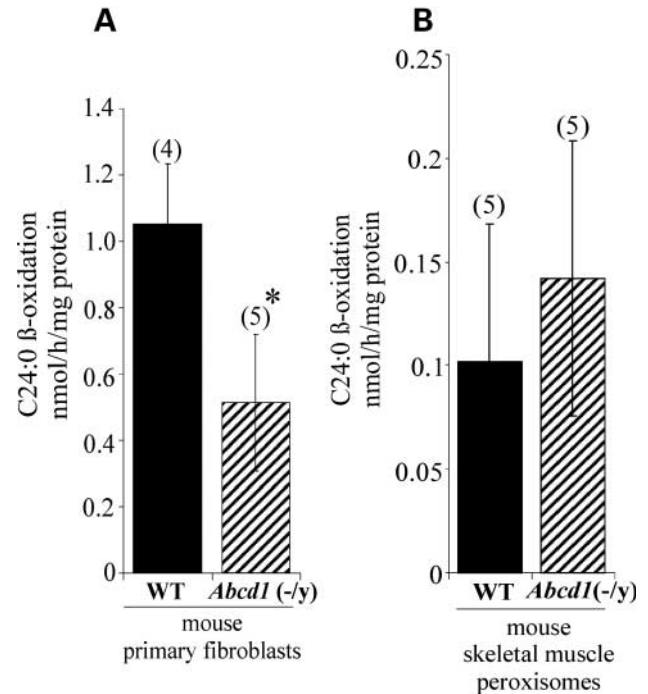 A
C24:0 ß-oxidation
nmol/h/mg protein
1.4
1.2
1.0
0.8
0.6
0.4
0.2
0
(4)
(5)*
WT
Abcd1 (-/y)
mouse
primary fibroblasts
B
C24:0 ß-oxidation
nmol/h/mg protein
0.25
0.2
0.15
0.1
0.05
0
(5)
(5)
WT
Abcd1(-/y)
mouse
skeletal muscle
peroxisomes